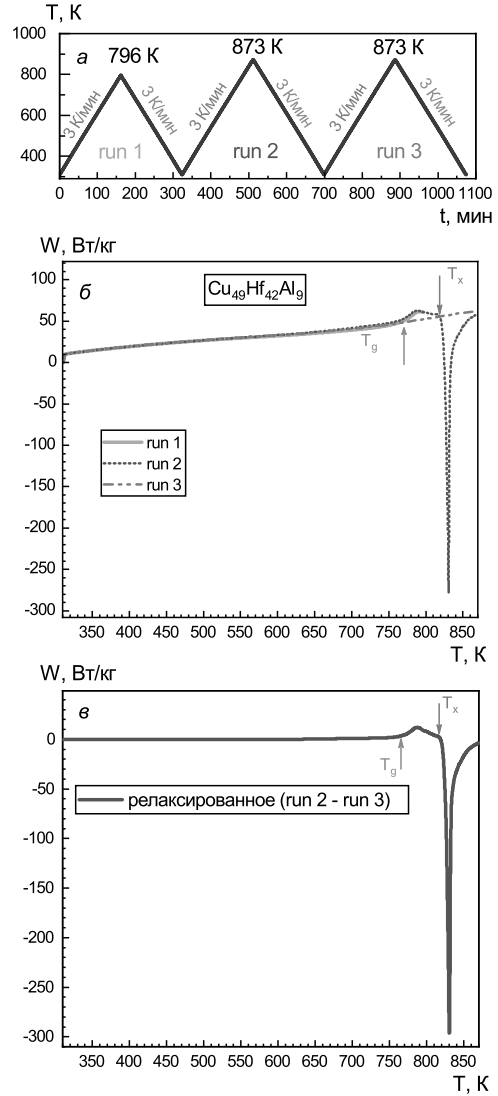 T, К
1000
800
600
400
а
796 К
873 К
873 К
3 К/мин
3 К/мин
3 К/мин
3 К/мин
3 К/мин
3 К/мин
run 1
run 2
run 3
0 100 200 300 400 500 600 700 800 900 1000 1100
t, мин
W, Вт/кг
б
Cu49Hf42Al9
Tx
Tg
100
50
0
-50
-100
-150
-200
-250
-300
run 1
run 2
run 3
350 400 450 500 550 600 650 700 750 800 850
T, К
W, Вт/кг
в
Tx
Tg
0
-50
-100
-150
-200
-250
-300
релаксированное (run 2 - run 3)
350 400 450 500 550 600 650 700 750 800 850
T, К